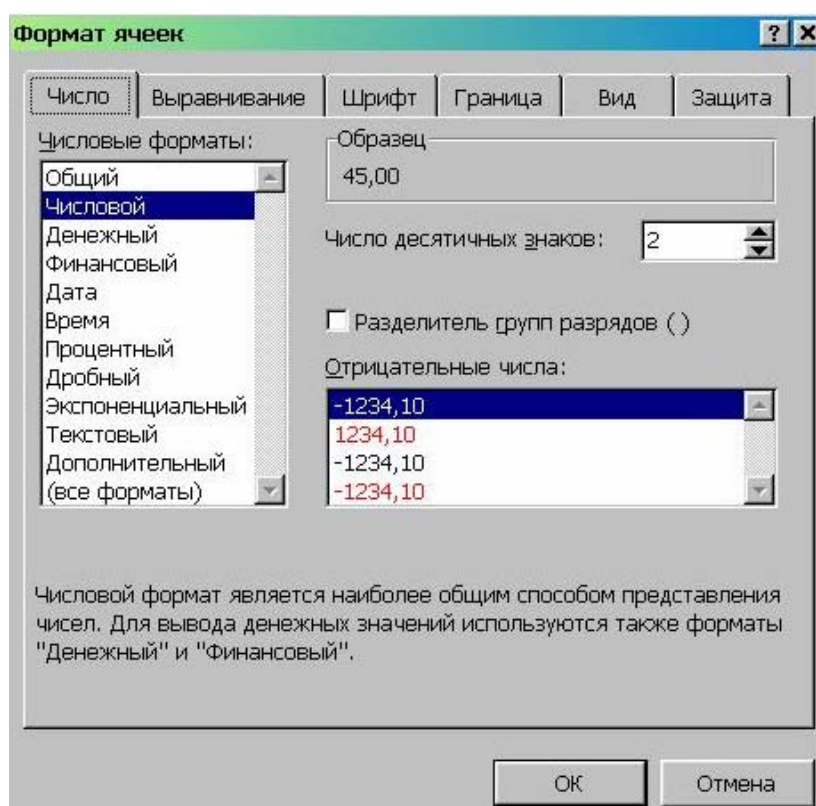 Формат ячеек
Число Выравнивание Шрифт Граница Вид Защита
Числовые форматы:
Общий
Числовой
Денежный
Финансовый
Дата
Время
Процентный
Дробный
Экспоненциальный
Текстовый
Дополнительный
(все форматы)
Образец
45,00
Число десятичных знаков: 2
Разделитель групп разрядов ( )
Отрицательные числа:
-1234,10
1234,10
-1234,10
-1234,10
Числовой формат является наиболее общим способом представления
чисел. Для вывода денежных значений используются также форматы
"Денежный" и "Финансовый".
ОК Отмена